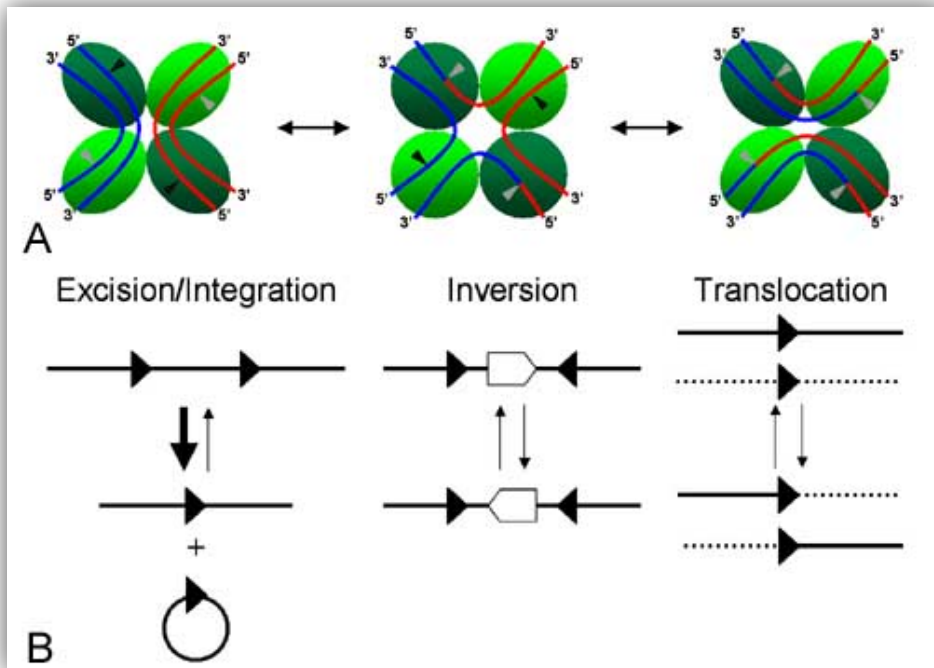 5' 3' 5' 3' 5' 3'
3' 5' 3' 5' 3' 5'
5' 3' 5' 3' 5' 3'
3' 5' 3' 5' 3' 5'
A
Excision/Integration Inversion Translocation
+
B